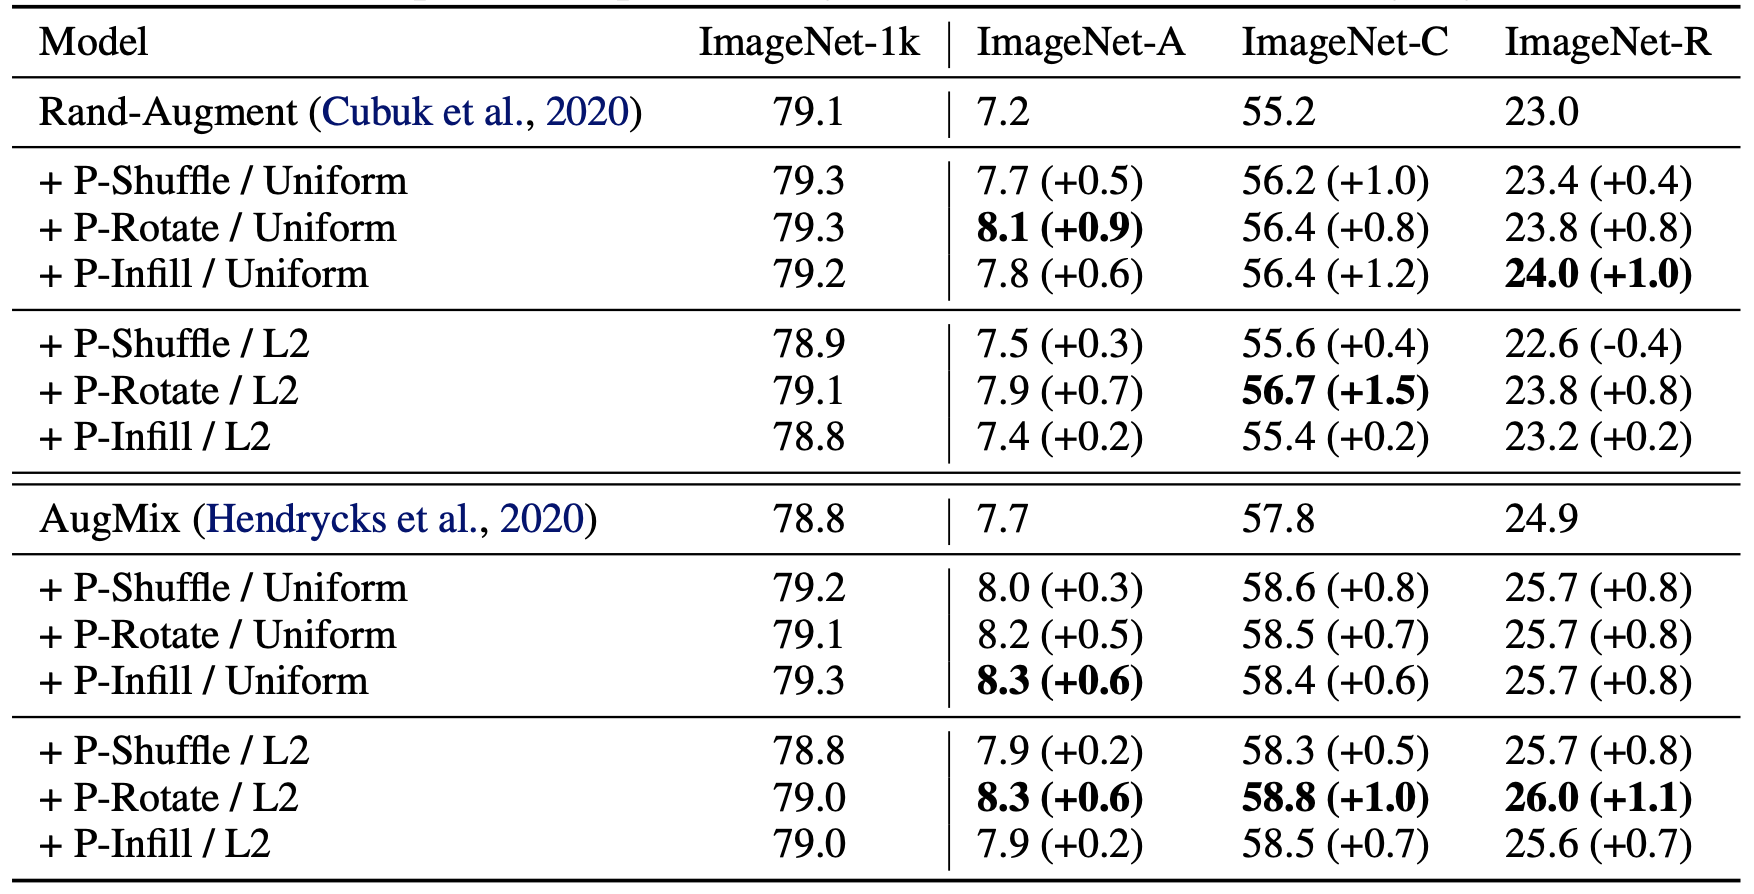 Model ImageNet-1k ImageNet-A ImageNet-C ImageNet-R
Rand-Augment (Cubuk et al., 2020) 79.1 7.2 55.2 23.0
+ P-Shuffle / Uniform 79.3 7.7 (+0.5) 56.2 (+1.0) 23.4 (+0.4)
+ P-Rotate / Uniform 79.3 8.1 (+0.9) 56.4 (+0.8) 23.8 (+0.8)
+ P-Infill / Uniform 79.2 7.8 (+0.6) 56.4 (+1.2) 24.0 (+1.0)
+ P-Shuffle / L2 78.9 7.5 (+0.3) 55.6 (+0.4) 22.6 (-0.4)
+ P-Rotate / L2 79.1 7.9 (+0.7) 56.7 (+1.5) 23.8 (+0.8)
+ P-Infill / L2 78.8 7.4 (+0.2) 55.4 (+0.2) 23.2 (+0.2)
AugMix (Hendrycks et al., 2020) 78.8 7.7 57.8 24.9
+ P-Shuffle / Uniform 79.2 8.0 (+0.3) 58.6 (+0.8) 25.7 (+0.8)
+ P-Rotate / Uniform 79.1 8.2 (+0.5) 58.5 (+0.7) 25.7 (+0.8)
+ P-Infill / Uniform 79.3 8.3 (+0.6) 58.4 (+0.6) 25.7 (+0.8)
+ P-Shuffle / L2 78.8 7.9 (+0.2) 58.3 (+0.5) 25.7 (+0.8)
+ P-Rotate / L2 79.0 8.3 (+0.6) 58.8 (+1.0) 26.0 (+1.1)
+ P-Infill / L2 79.0 7.9 (+0.2) 58.5 (+0.7) 25.6 (+0.7)